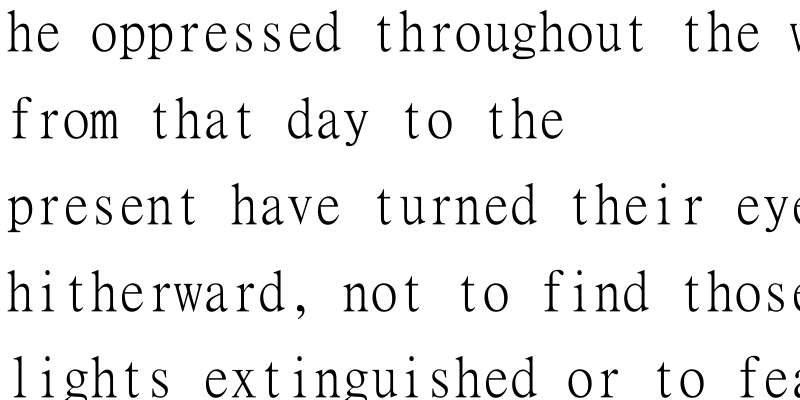 he oppressed throughout the
from that day to the
present have turned their
hitherward, not to find those
lights extinguished or to